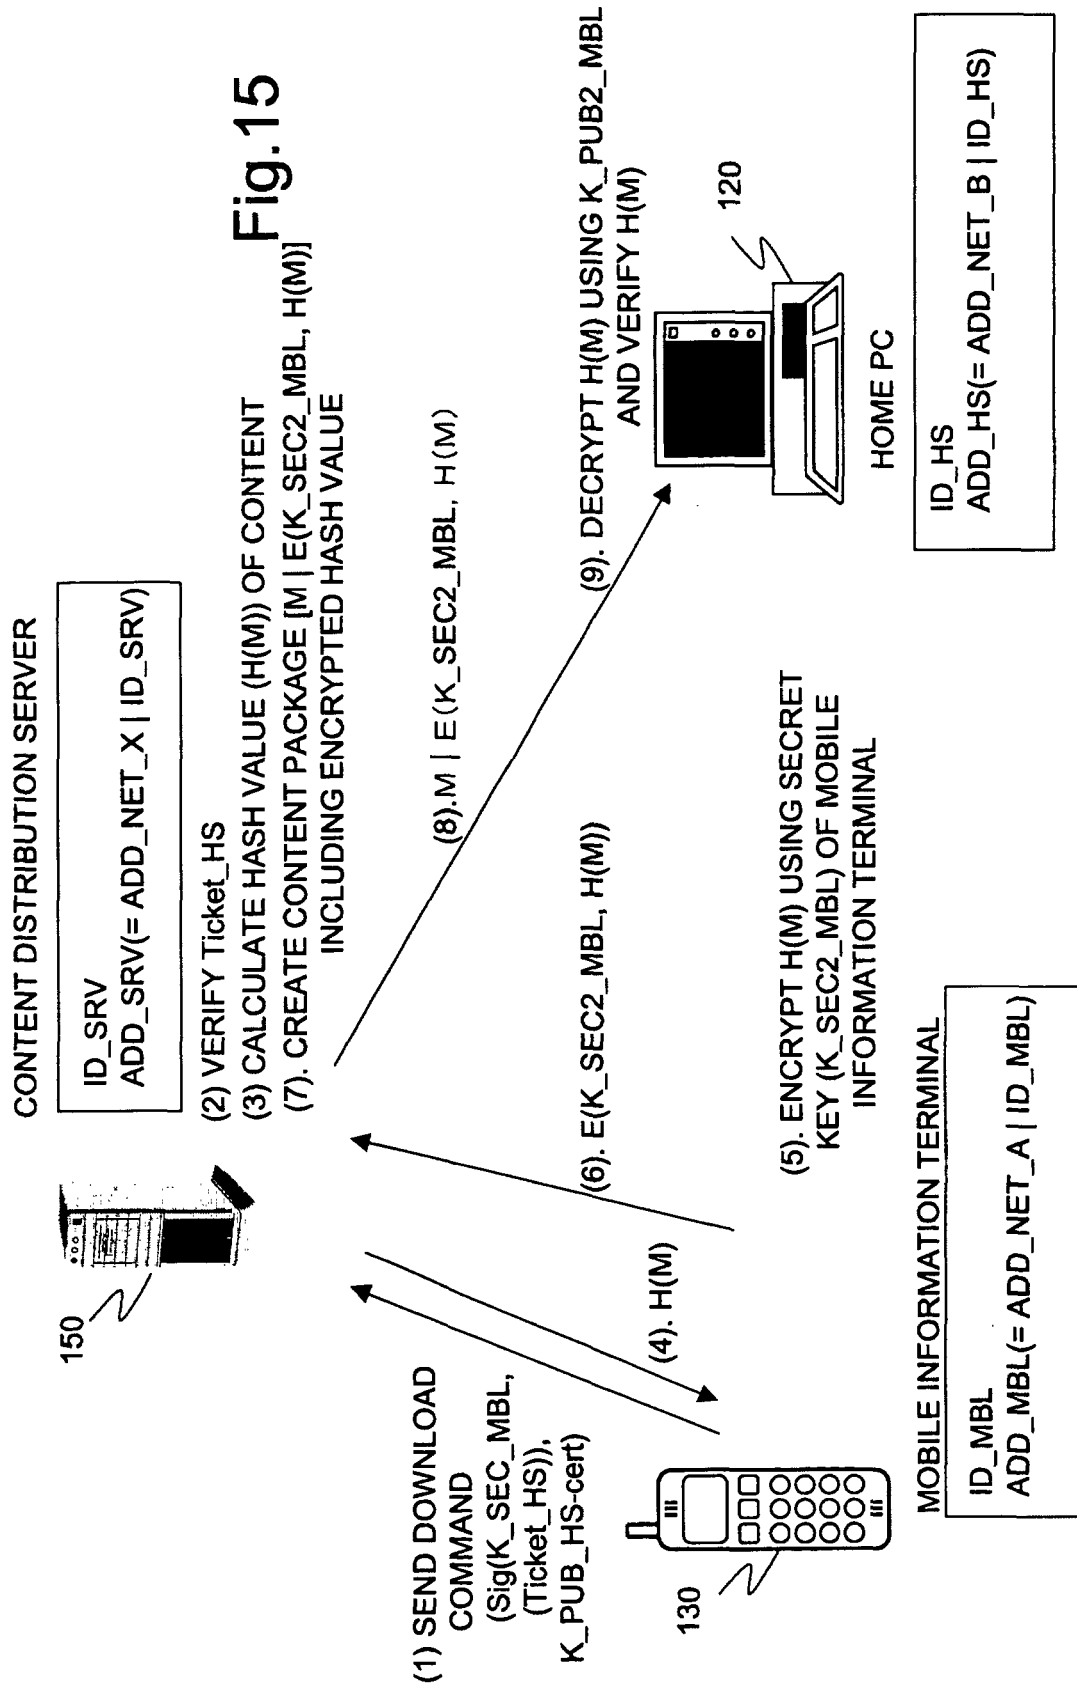 Fig.15
CONTENT DISTRIBUTION SERVER
ID_SRV
ADD_SRV(= ADD_NET_X | ID_SRV)
150
(2) VERIFY Ticket_HS
(3) CALCULATE HASH VALUE (H(M)) OF CONTENT
(7). CREATE CONTENT PACKAGE [M | E(K_SEC2_MBL, H(M)]
INCLUDING ENCRYPTED HASH VALUE
(1) SEND DOWNLOAD
COMMAND
(Sig(K_SEC_MBL,
(Ticket_HS)),
K_PUB_HS-cert)
(4). H(M)
(6). E(K_SEC2_MBL, H(M))
(8).M | E(K_SEC2_MBL, H(M)
(9). DECRYPT H(M) USING K_PUB2_MBL
AND VERIFY H(M)
130
(5). ENCRYPT H(M) USING SECRET
KEY (K_SEC2_MBL) OF MOBILE
INFORMATION TERMINAL
120
HOME PC
MOBILE INFORMATION TERMINAL
ID_MBL
ADD_MBL(= ADD_NET_A | ID_MBL)
ID_HS
ADD_HS(= ADD_NET_B | ID_HS)